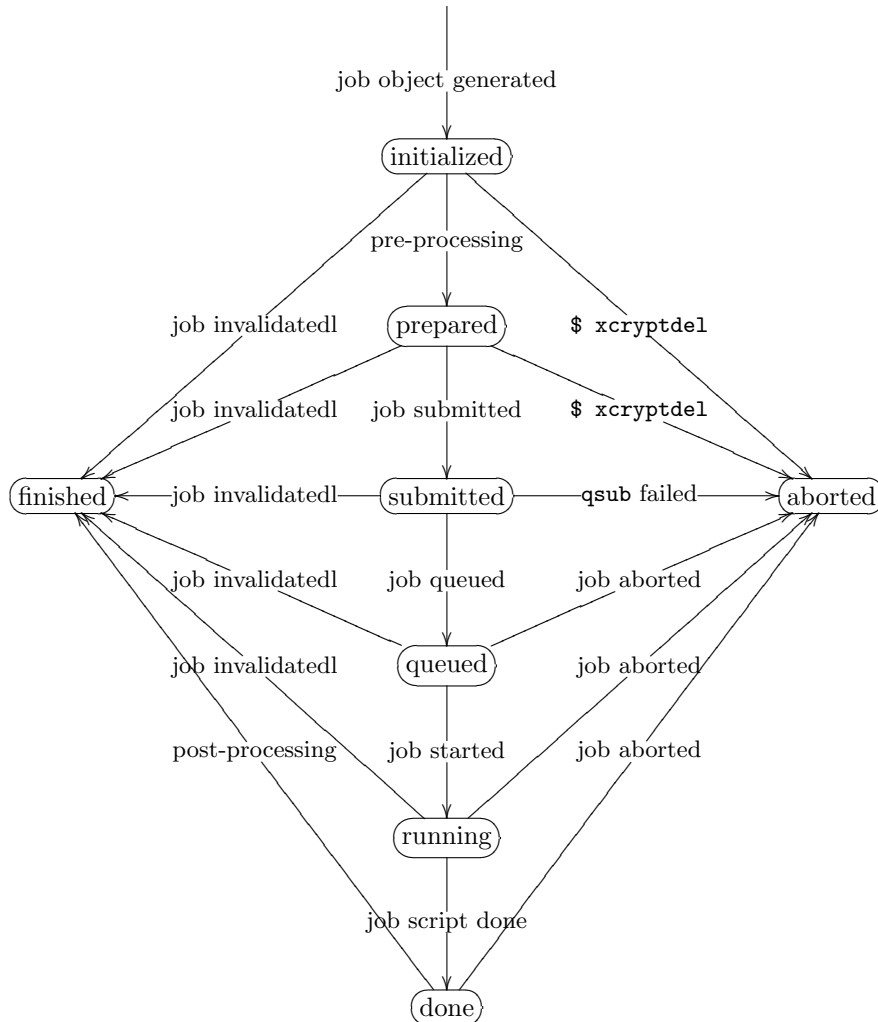 job object generated
initialized
pre-processing
job invalidatedl
prepared
$ xcryptdel
job invalidatedl
job submitted
$ xcryptdel
finished
job invalidatedl
submitted
qsub failed
aborted
job invalidatedl
job queued
job aborted
job invalidatedl
queued
job aborted
post-processing
job started
job aborted
running
job script done
done